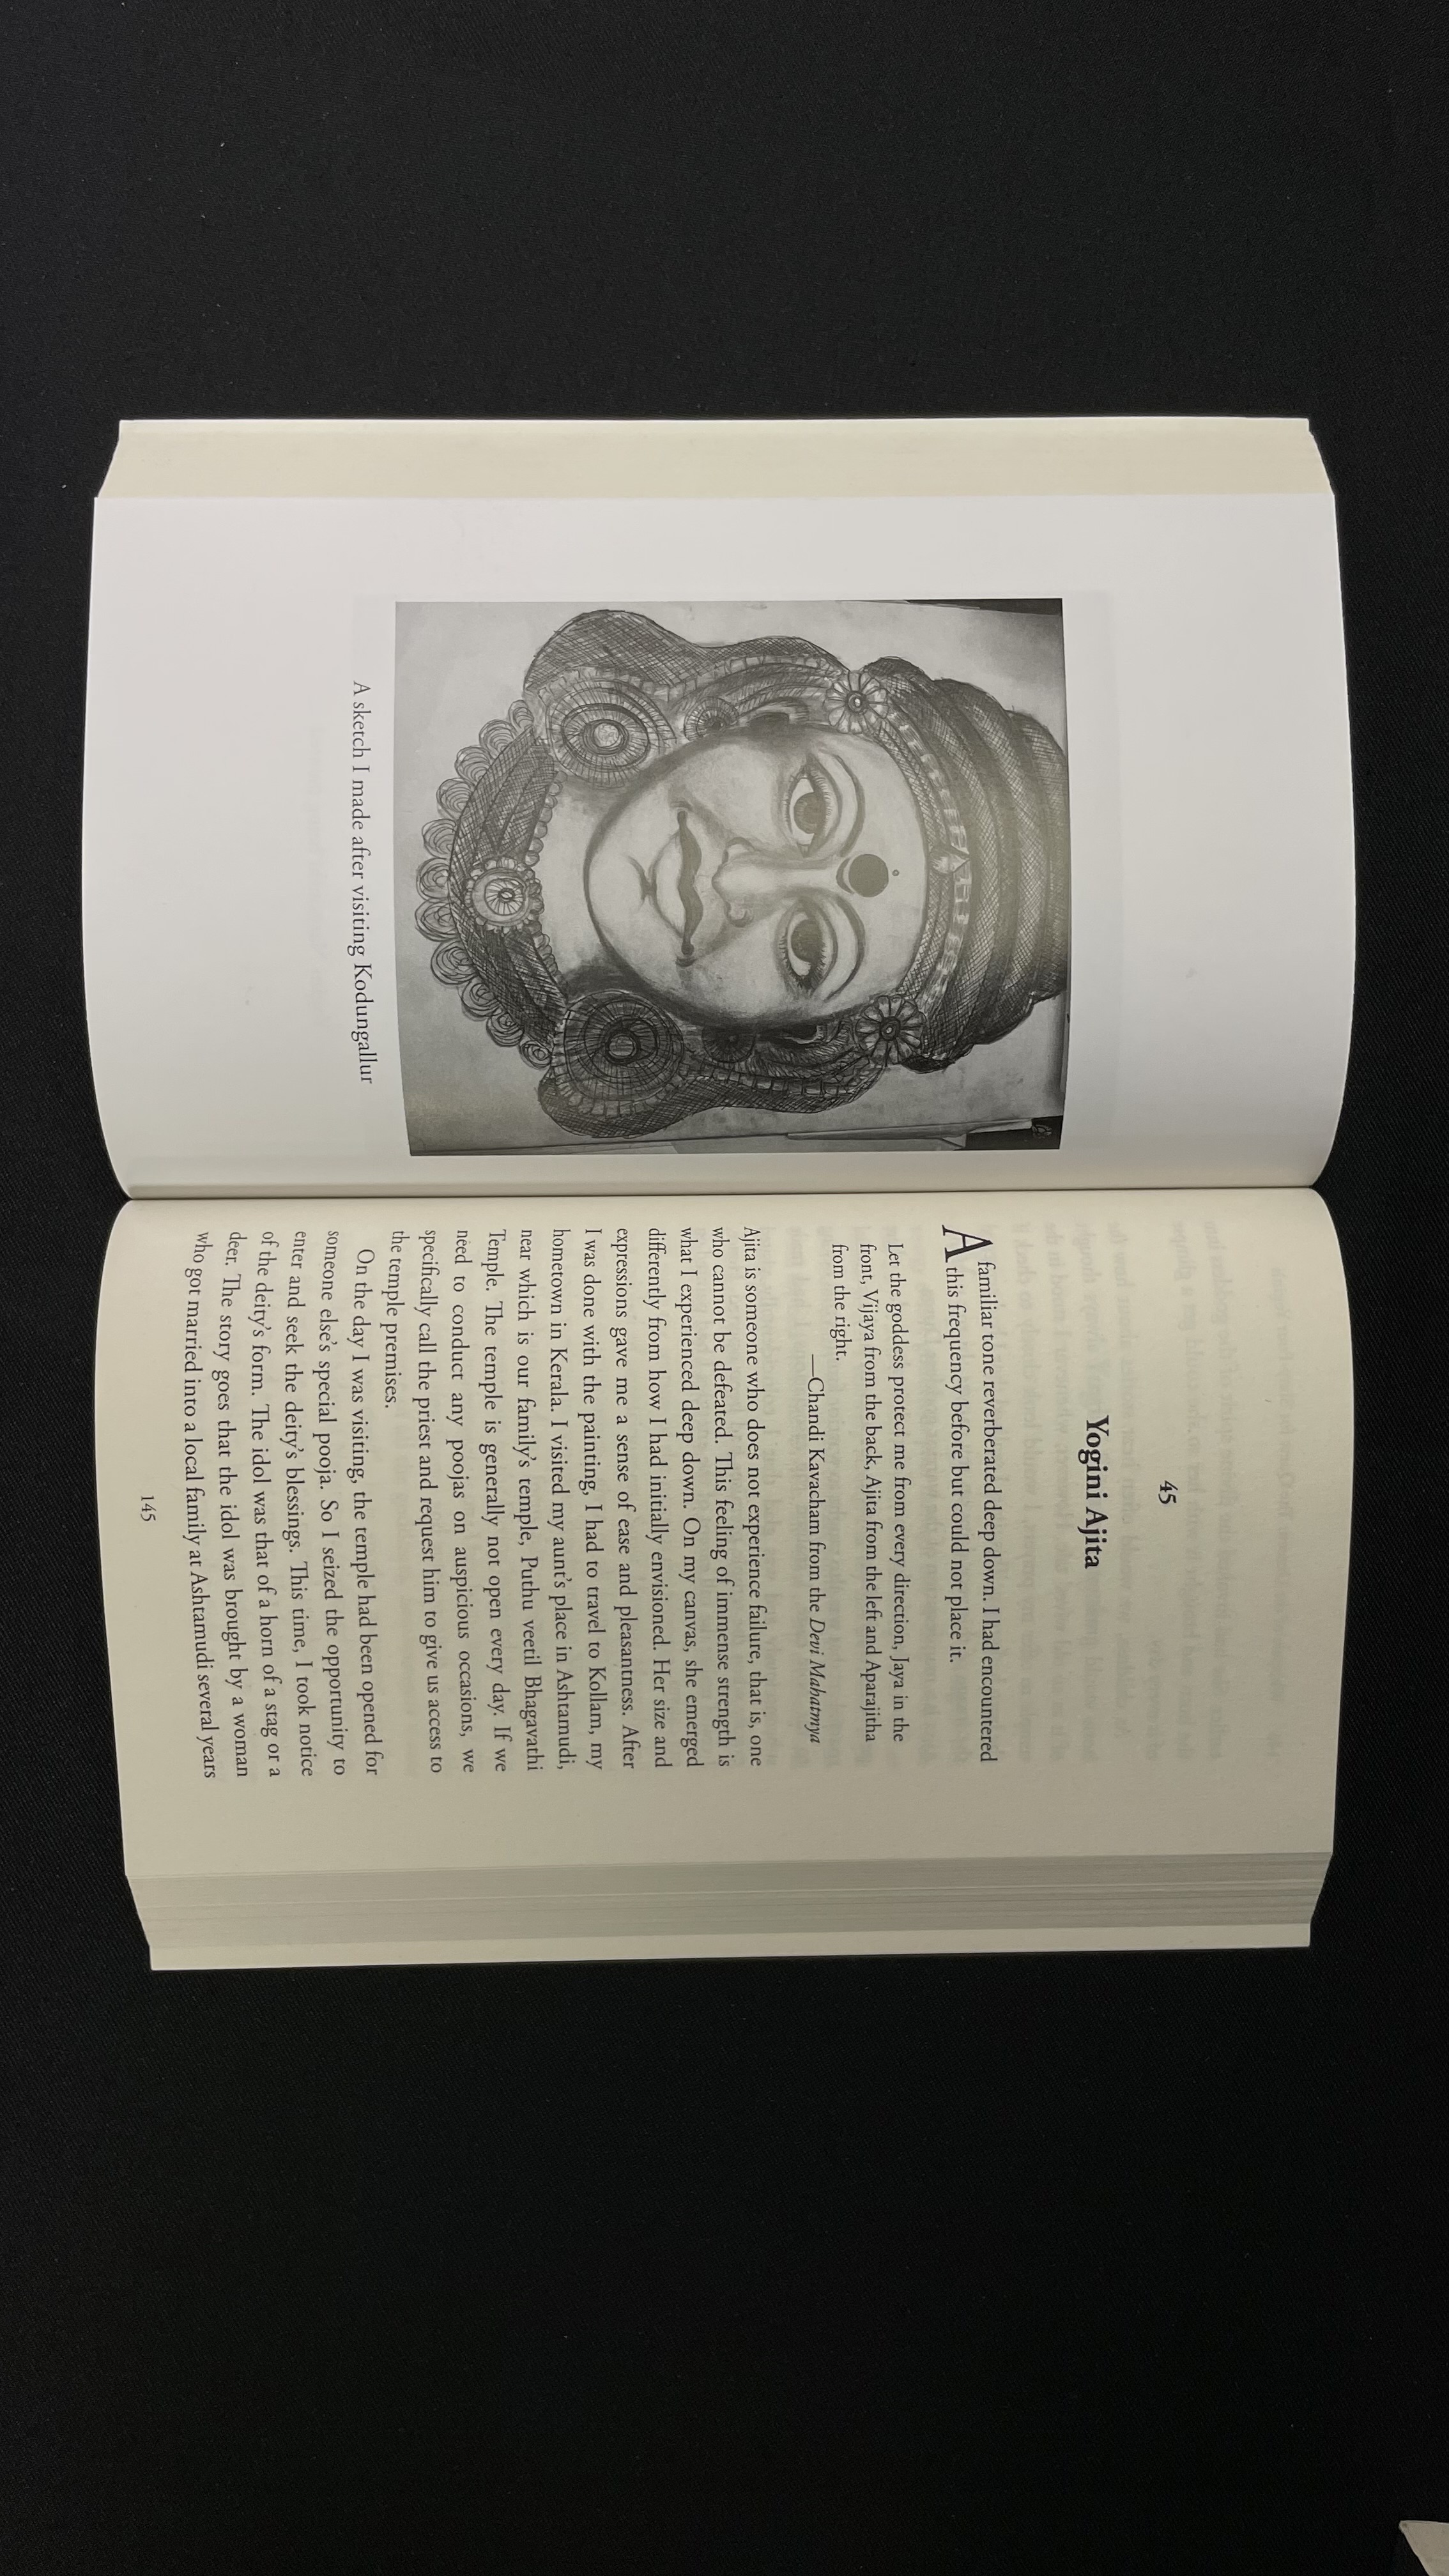 A sketch I made after visiting Kodungallur
45
Yogini Ajita
A familiar tone reverberated deep down. I had encountered
this frequency before but could not place it.
Let the goddess protect me from every direction, Jaya in the
front, Vijaya from the back, Ajita from the left and Aparajitha
from the right.
—Chandi Kavacham from the Devi Mahatmya
Ajita is someone who does not experience failure, that is, one
who cannot be defeated. This feeling of immense strength is
what I experienced deep down. On my canvas, she emerged
differently from how I had initially envisioned. Her size and
expressions gave me a sense of ease and pleasantness. After
I was done with the painting, I had to travel to Kollam, my
hometown in Kerala. I visited my aunt's place in Ashtamudi,
near which is our family's temple, Puthu veetil Bhagavathi
Temple. The temple is generally not open every day. If we
need to conduct any poojas on auspicious occasions, we
specifically call the priest and request him to give us access to
the temple premises.
On the day I was visiting, the temple had been opened for
someone else's special pooja. So I seized the opportunity to
enter and seek the deity's blessings. This time, I took notice
of the deity's form. The idol was that of a horn of a stag or a
deer. The story goes that the idol was brought by a woman
who got married into a local family at Ashtamudi several years
145